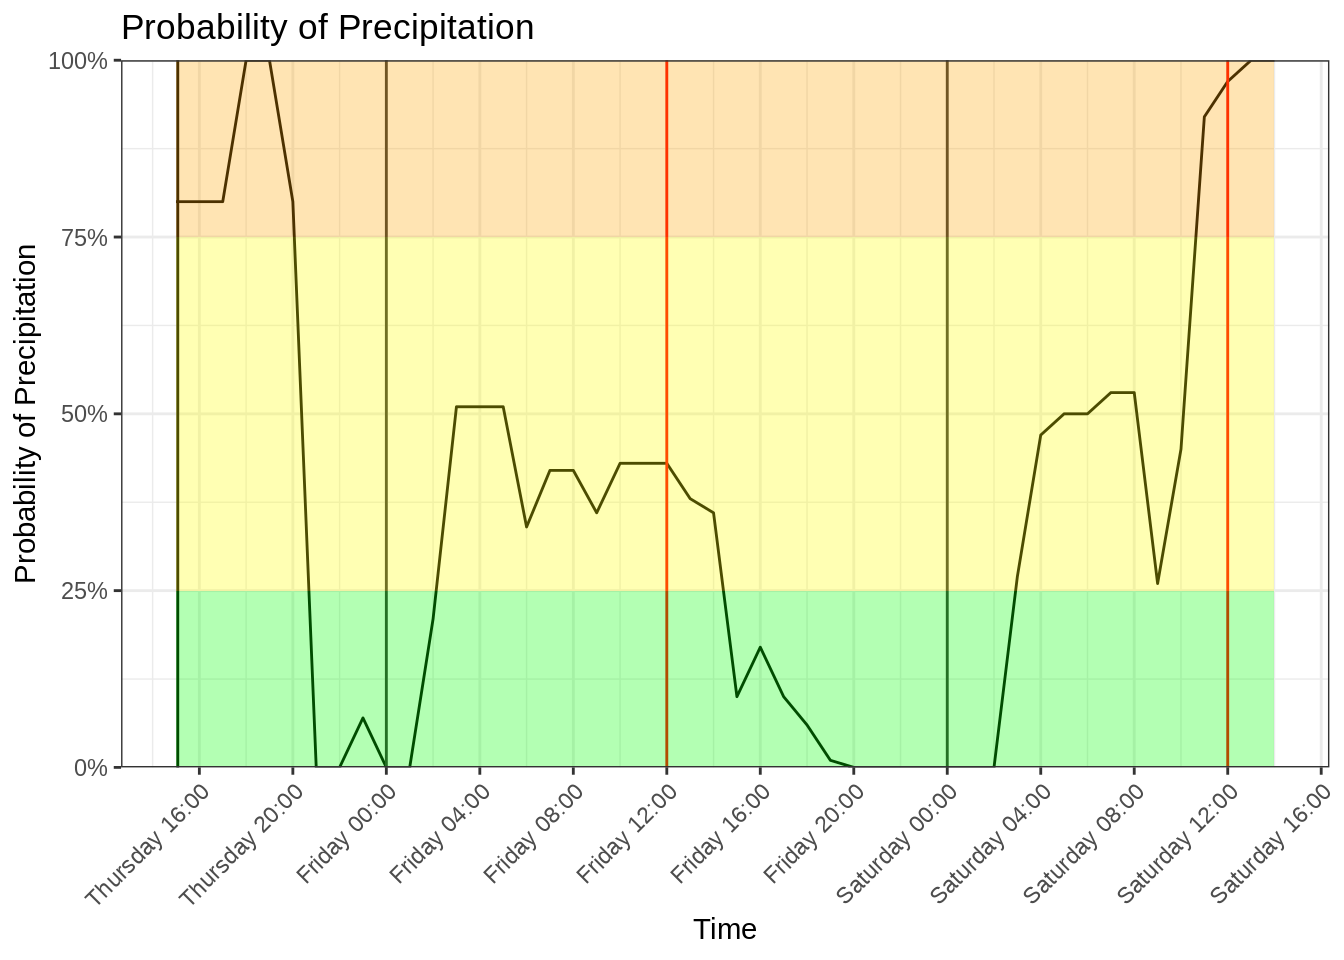 Probability of Precipitation
Probability of Precipitation
100%
75%
50%
25%
0%
Thursday 16:00
Thursday 20:00
Friday 00:00
Friday 04:00
Friday 08:00
Friday 12:00
Friday 16:00
Friday 20:00
Saturday 00:00
Saturday 04:00
Saturday 08:00
Saturday 12:00
Saturday 16:00
Time